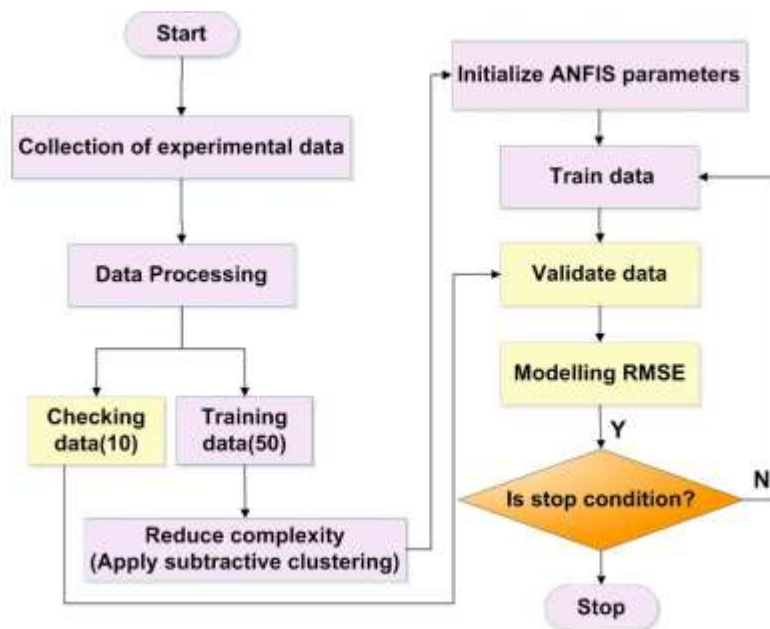 Start
Collection of experimental data
Data Processing
Checking
data(10)
Training
data(50)
Reduce complexity
(Apply subtractive clustering)
Initialize ANFIS parameters
Train data
Validate data
Modelling RMSE
Y
Is stop condition?
N
Stop